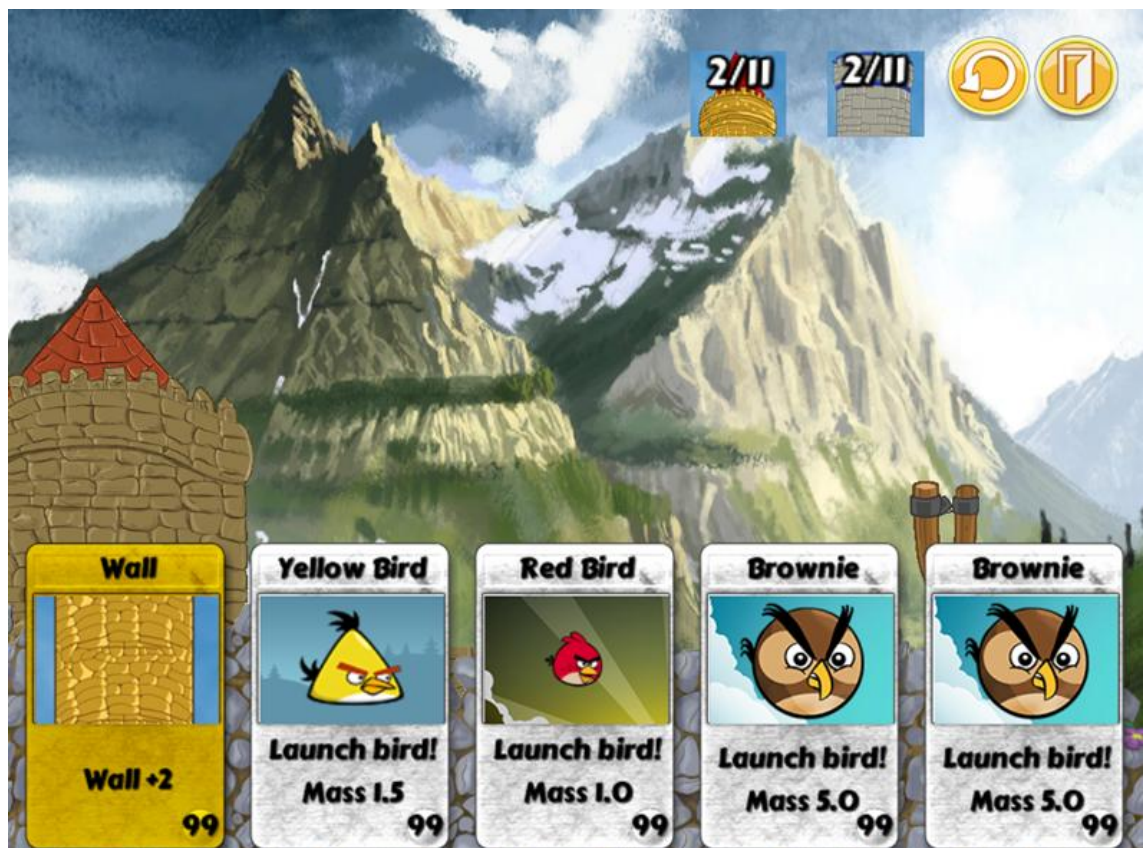 2/11
2/11
Wall
Wall +2
99
Yellow Bird
Launch bird!
Mass 1.5
99
Red Bird
Launch bird!
Mass 1.0
99
Brownie
Launch bird!
Mass 5.0
99
Brownie
Launch bird!
Mass 5.0
99